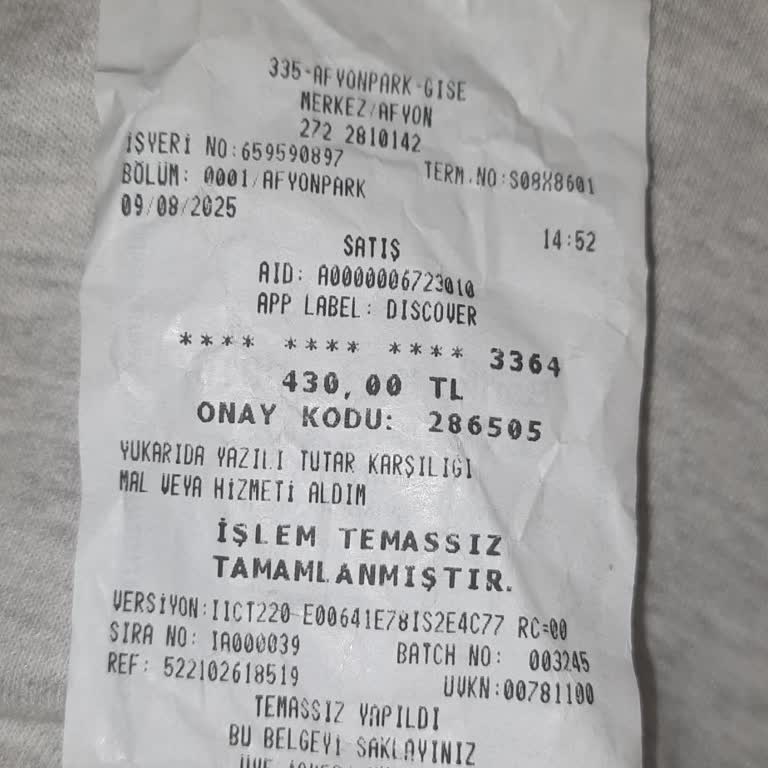 335-AFYONPARK-GISE
MERKEZ/AFYON
272 2810142
İŞYERİ NO:659590897 TERM.NO:S08X8601
BÖLÜM: 0001/AFYONPARK
09/08/2025 14:52
SATIŞ
AID: A0000006723010
APP LABEL: DISCOVER
**** **** **** 3364
430,00 TL
ONAY KODU: 286505
YUKARIDA YAZILI TUTAR KARŞILIĞI
MAL VEYA HİZMETİ ALDIM
İŞLEM TEMASSIZ
TAMAMLANMIŞTIR.
VERSİYON:IICT220-E00641E78IS2E4C77 RC=00
SIRA NO: IA000039 BATCH NO: 003245
REF: 522102618519 UVKN:00781100
TEMASSIZ YAPILDI
BU BELGEYİ SAKLAYINIZ